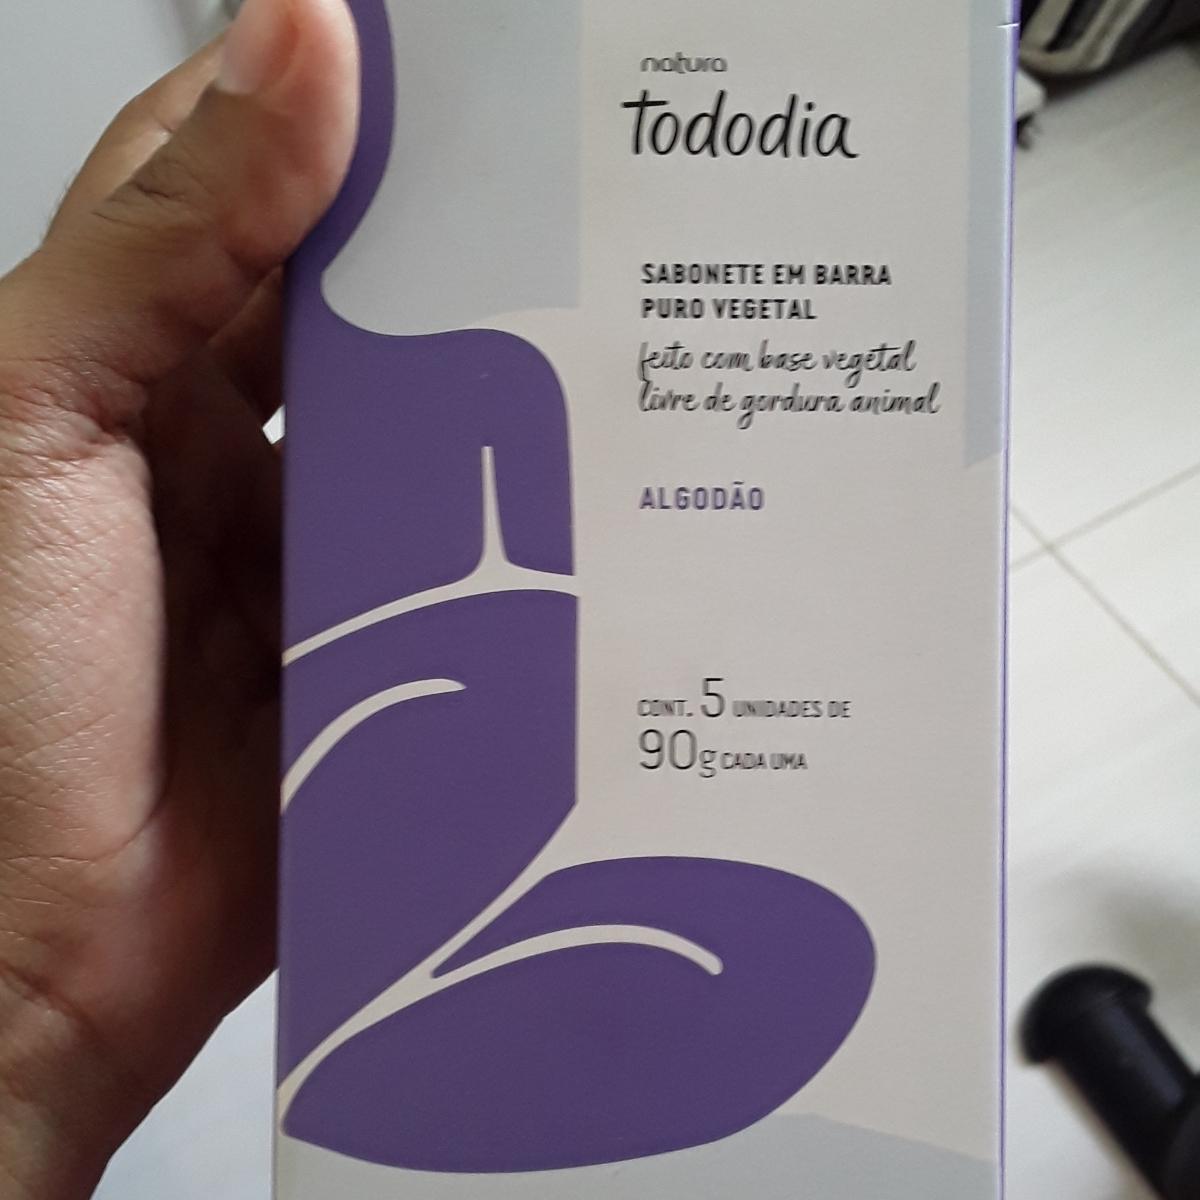 natura
tododia
SABONETE EM BARRA
PURO VEGETAL
feito com base vegetal
livre de gordura animal
ALGODÃO
CONT. 5 UNIDADES DE
90g CADA UMA